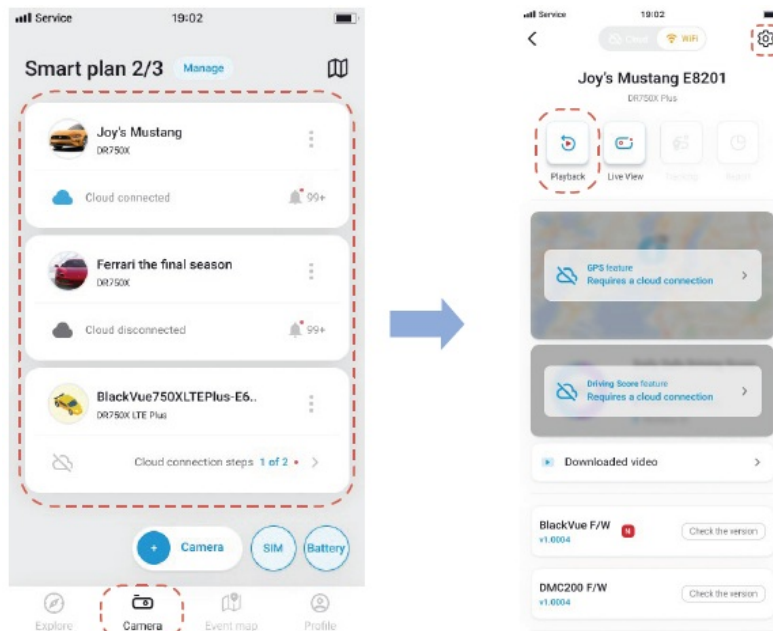 Service 19:02
Smart plan 2/3 Manage
Joy's Mustang
DR750X
Cloud connected 99+
Ferrari the final season
DR750X
Cloud disconnected 99+
BlackVue750XLTEPlus-E6..
DR750X LTE Plus
Cloud connection steps 1 of 2
+ Camera
SIM
Battery
Explore
Camera
Event map
Profile
Service 19:02
Cloud WiFi
Joy's Mustang E8201
DR750X Plus
Playback
Live View
GPS feature
Requires a cloud connection
Driving Score feature
Requires a cloud connection
Downloaded video
BlackVue F/W N
v1.0004
Check the version
DMC200 F/W
v1.0004
Check the version